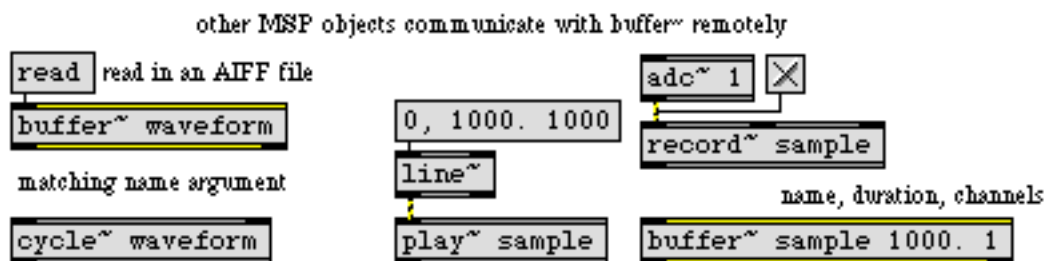 other MSP objects communicate with buffer~ remotely
read
read in an AIFF file
buffer~ waveform
matching name argument
cycle~ waveform
0, 1000. 1000
line~
play~ sample
adc~ 1
record~ sample
name, duration, channels
buffer~ sample 1000. 1